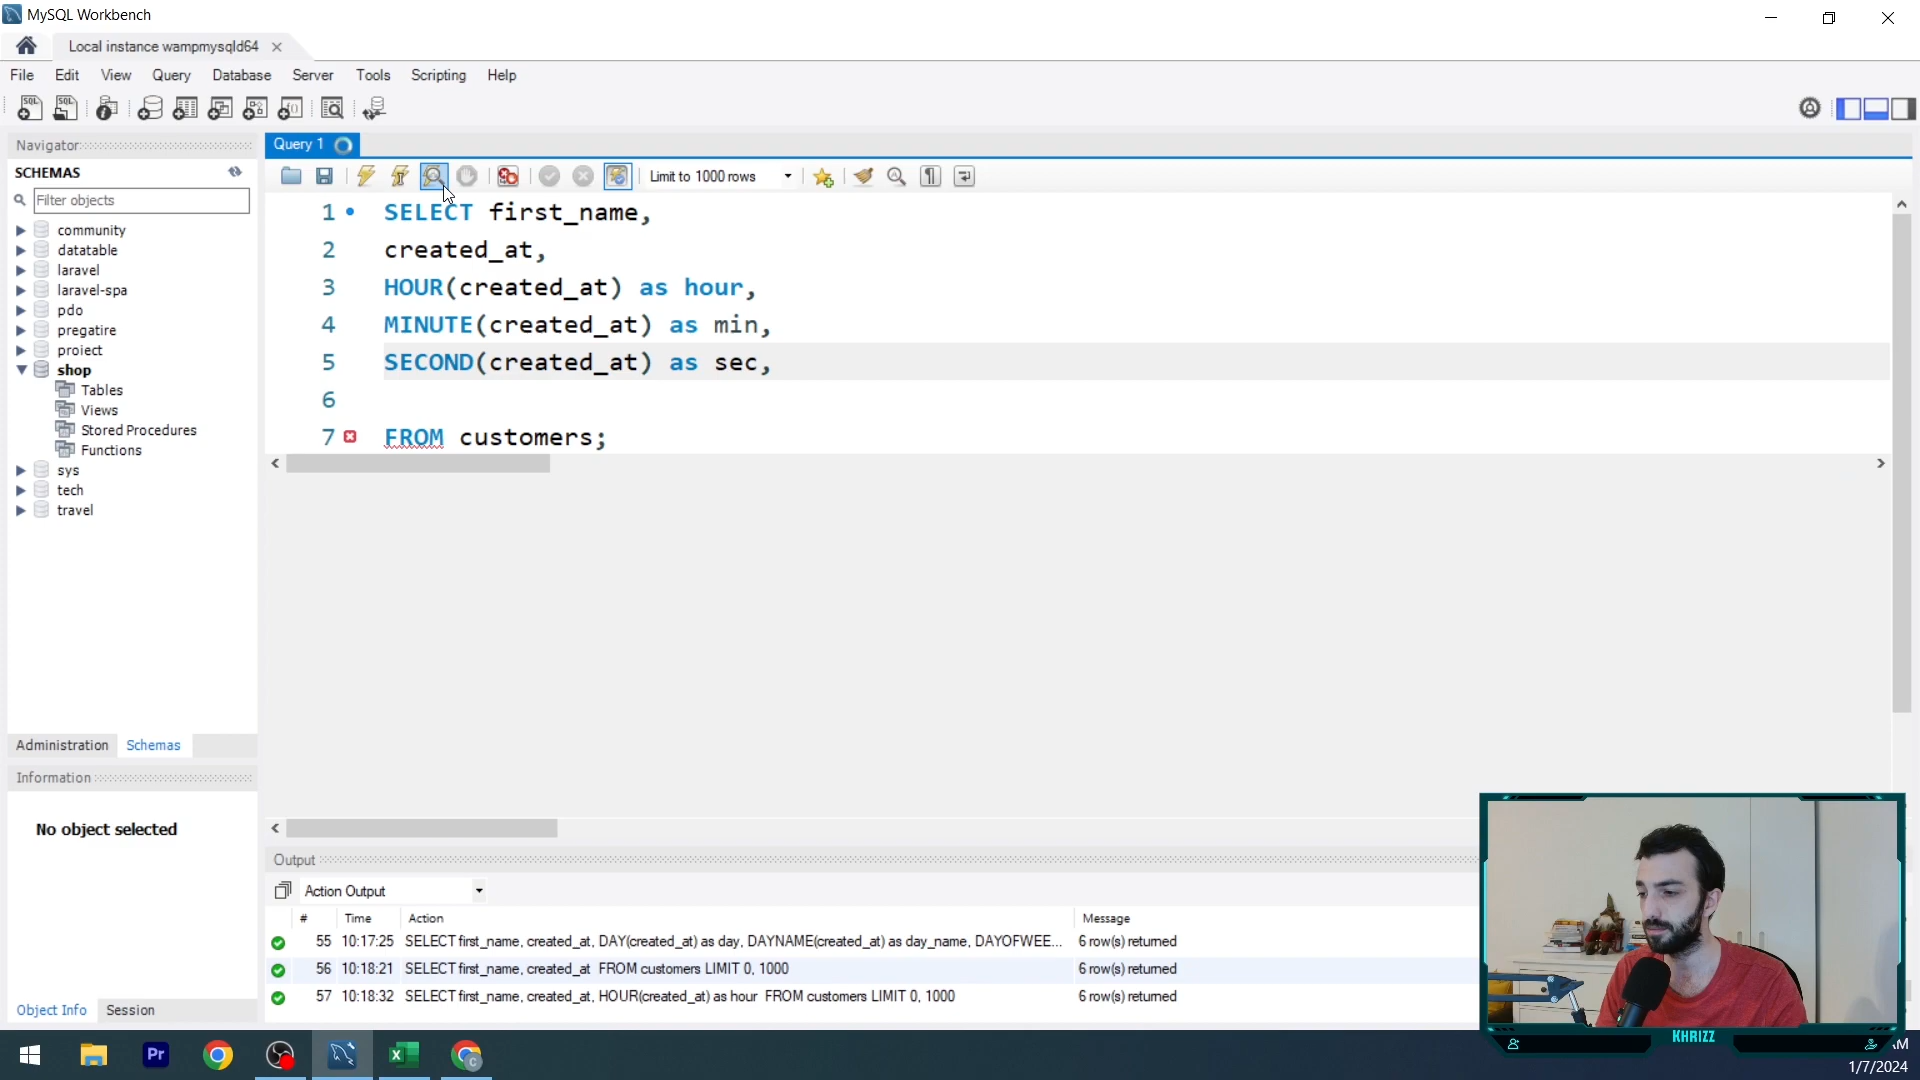 MySQL Workbench
Local instance wampmysqld64
File Edit View Query Database Server Tools Scripting Help
Navigator
Query 1
SCHEMAS
Limit to 1000 rows
Filter objects
community
datatable
laravel
laravel-spa
pdo
pregatire
proiect
shop
Tables
Views
Stored Procedures
Functions
sys
tech
travel
1 SELECT first_name,
2 created_at,
3 HOUR(created_at) as hour,
4 MINUTE(created_at) as min,
5 SECOND(created_at) as sec,
6
7 FROM customers;
Administration Schemas
Information
No object selected
Object Info Session
Output
Action Output
# Time Action Message
55 10:17:25 SELECT first_name, created_at, DAY(created_at) as day, DAYNAME(created_at) as day_name, DAYOFWEE... 6 row(s) returned
56 10:18:21 SELECT first_name, created_at FROM customers LIMIT 0, 1000 6 row(s) returned
57 10:18:32 SELECT first_name, created_at, HOUR(created_at) as hour FROM customers LIMIT 0, 1000 6 row(s) returned
KHRIZZ
Pr
AM
1/7/2024